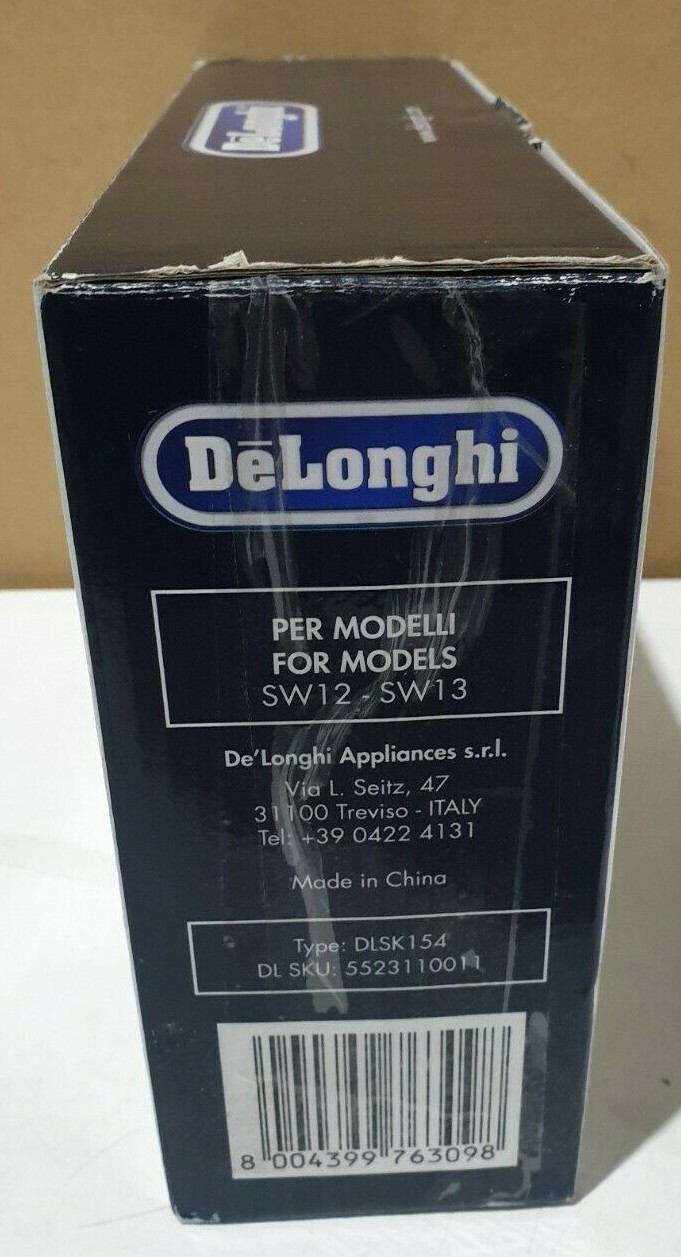 DēLonghi
DēLonghi
PER MODELLI
FOR MODELS
SW12 - SW13
De'Longhi Appliances s.r.l.
Via L. Seitz, 47
31100 Treviso - ITALY
Tel: +39 0422 4131
Made in China
Type: DLSK154
DL SKU: 5523110011
8 004399 763098